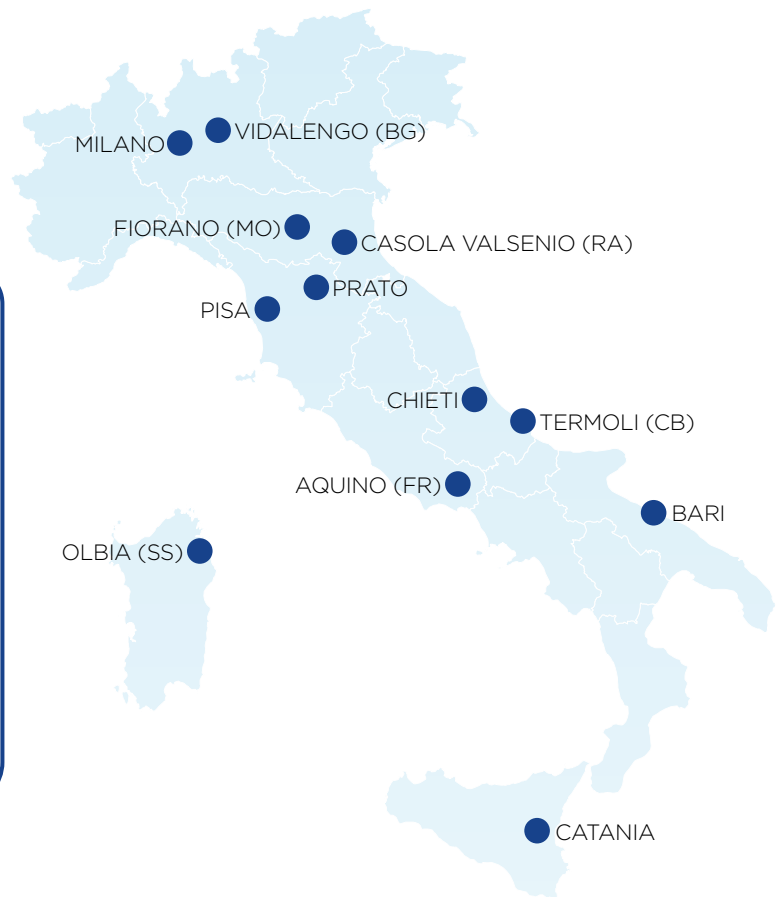 VIDALENGO (BG)
MILANO
FIORANO (MO)
CASOLA VALSENIO (RA)
PRATO
PISA
CHIETI
TERMOLI (CB)
AQUINO (FR)
BARI
OLBIA (SS)
CATANIA